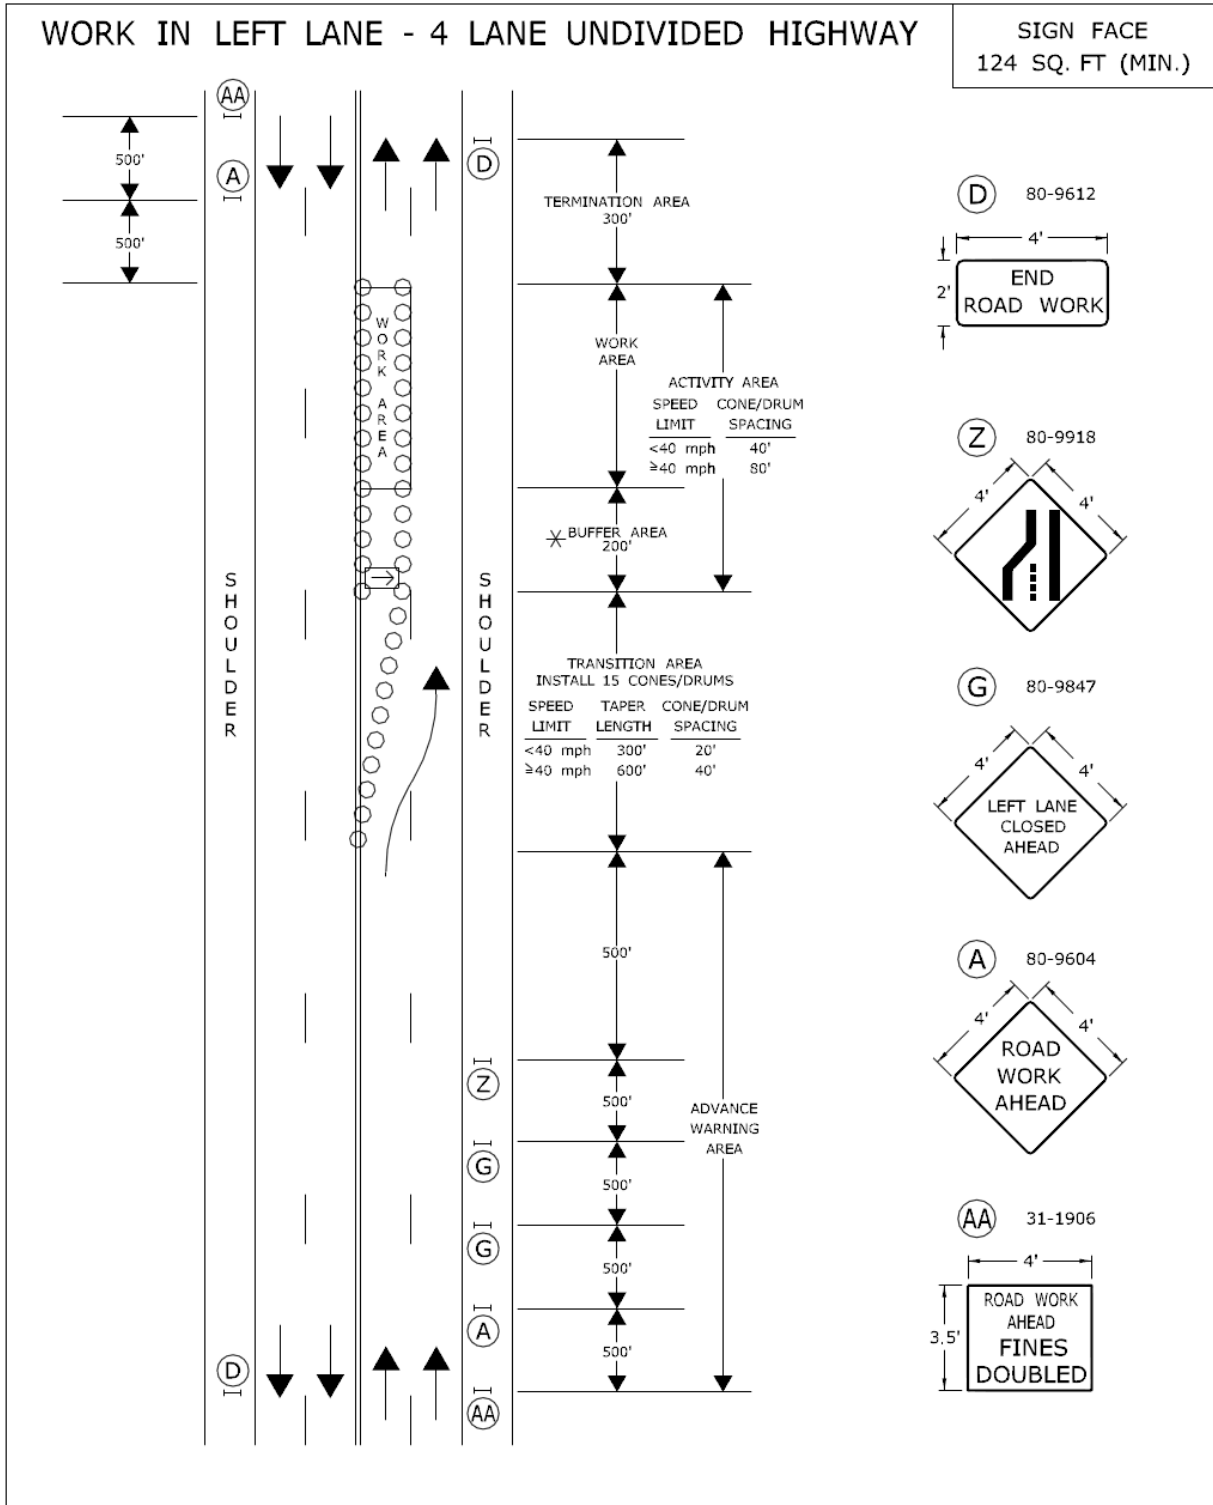 WORK IN LEFT LANE - 4 LANE UNDIVIDED HIGHWAY
SIGN FACE
124 SQ. FT (MIN.)
AA
500'
A
500'
D
TERMINATION AREA
300'
WORK AREA
WORK
AREA
ACTIVITY AREA
SPEED CONE/DRUM
LIMIT SPACING
<40 mph 40'
≥40 mph 80'
* BUFFER AREA
200'
SHOULDER
SHOULDER
TRANSITION AREA
INSTALL 15 CONES/DRUMS
SPEED TAPER CONE/DRUM
LIMIT LENGTH SPACING
<40 mph 300' 20'
≥40 mph 600' 40'
500'
Z
500'
ADVANCE
WARNING
AREA
G
500'
G
500'
A
500'
D
AA
D 80-9612
4'
2'
END
ROAD WORK
Z 80-9918
4' 4'
G 80-9847
4' 4'
LEFT LANE
CLOSED
AHEAD
A 80-9604
4' 4'
ROAD
WORK
AHEAD
AA 31-1906
4'
3.5'
ROAD WORK
AHEAD
FINES
DOUBLED